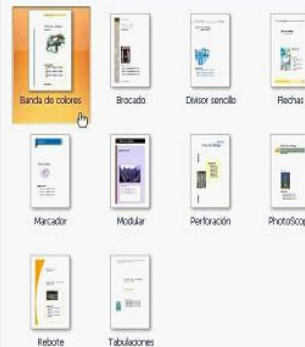 Banda de colores
Brocado
Divisor sencillo
Flechas
Marcador
Modular
Perforación
PhotoScop
Rebote
Tabulaciones